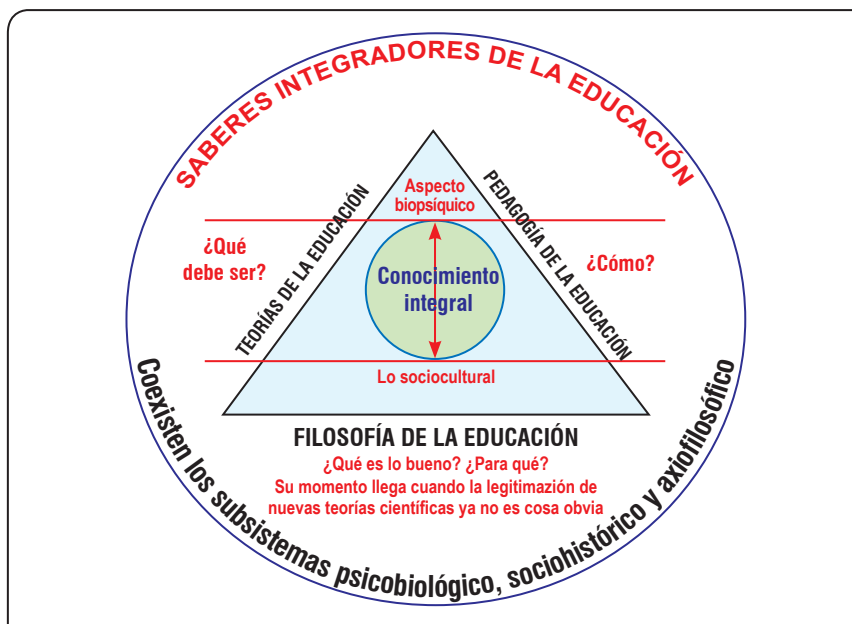 SABERES INTEGRADORES DE LA EDUCACIÓN
TEORÍAS DE LA EDUCACIÓN
PEDAGOGÍA DE LA EDUCACIÓN
Aspecto
biopsíquico
¿Qué
debe ser?
¿Cómo?
Conocimiento
integral
Lo sociocultural
FILOSOFÍA DE LA EDUCACIÓN
¿Qué es lo bueno? ¿Para qué?
Su momento llega cuando la legitimazión de
nuevas teorías científicas ya no es cosa obvia
Coexisten los subsistemas psicobiológico, sociohistórico y axiofilosófico